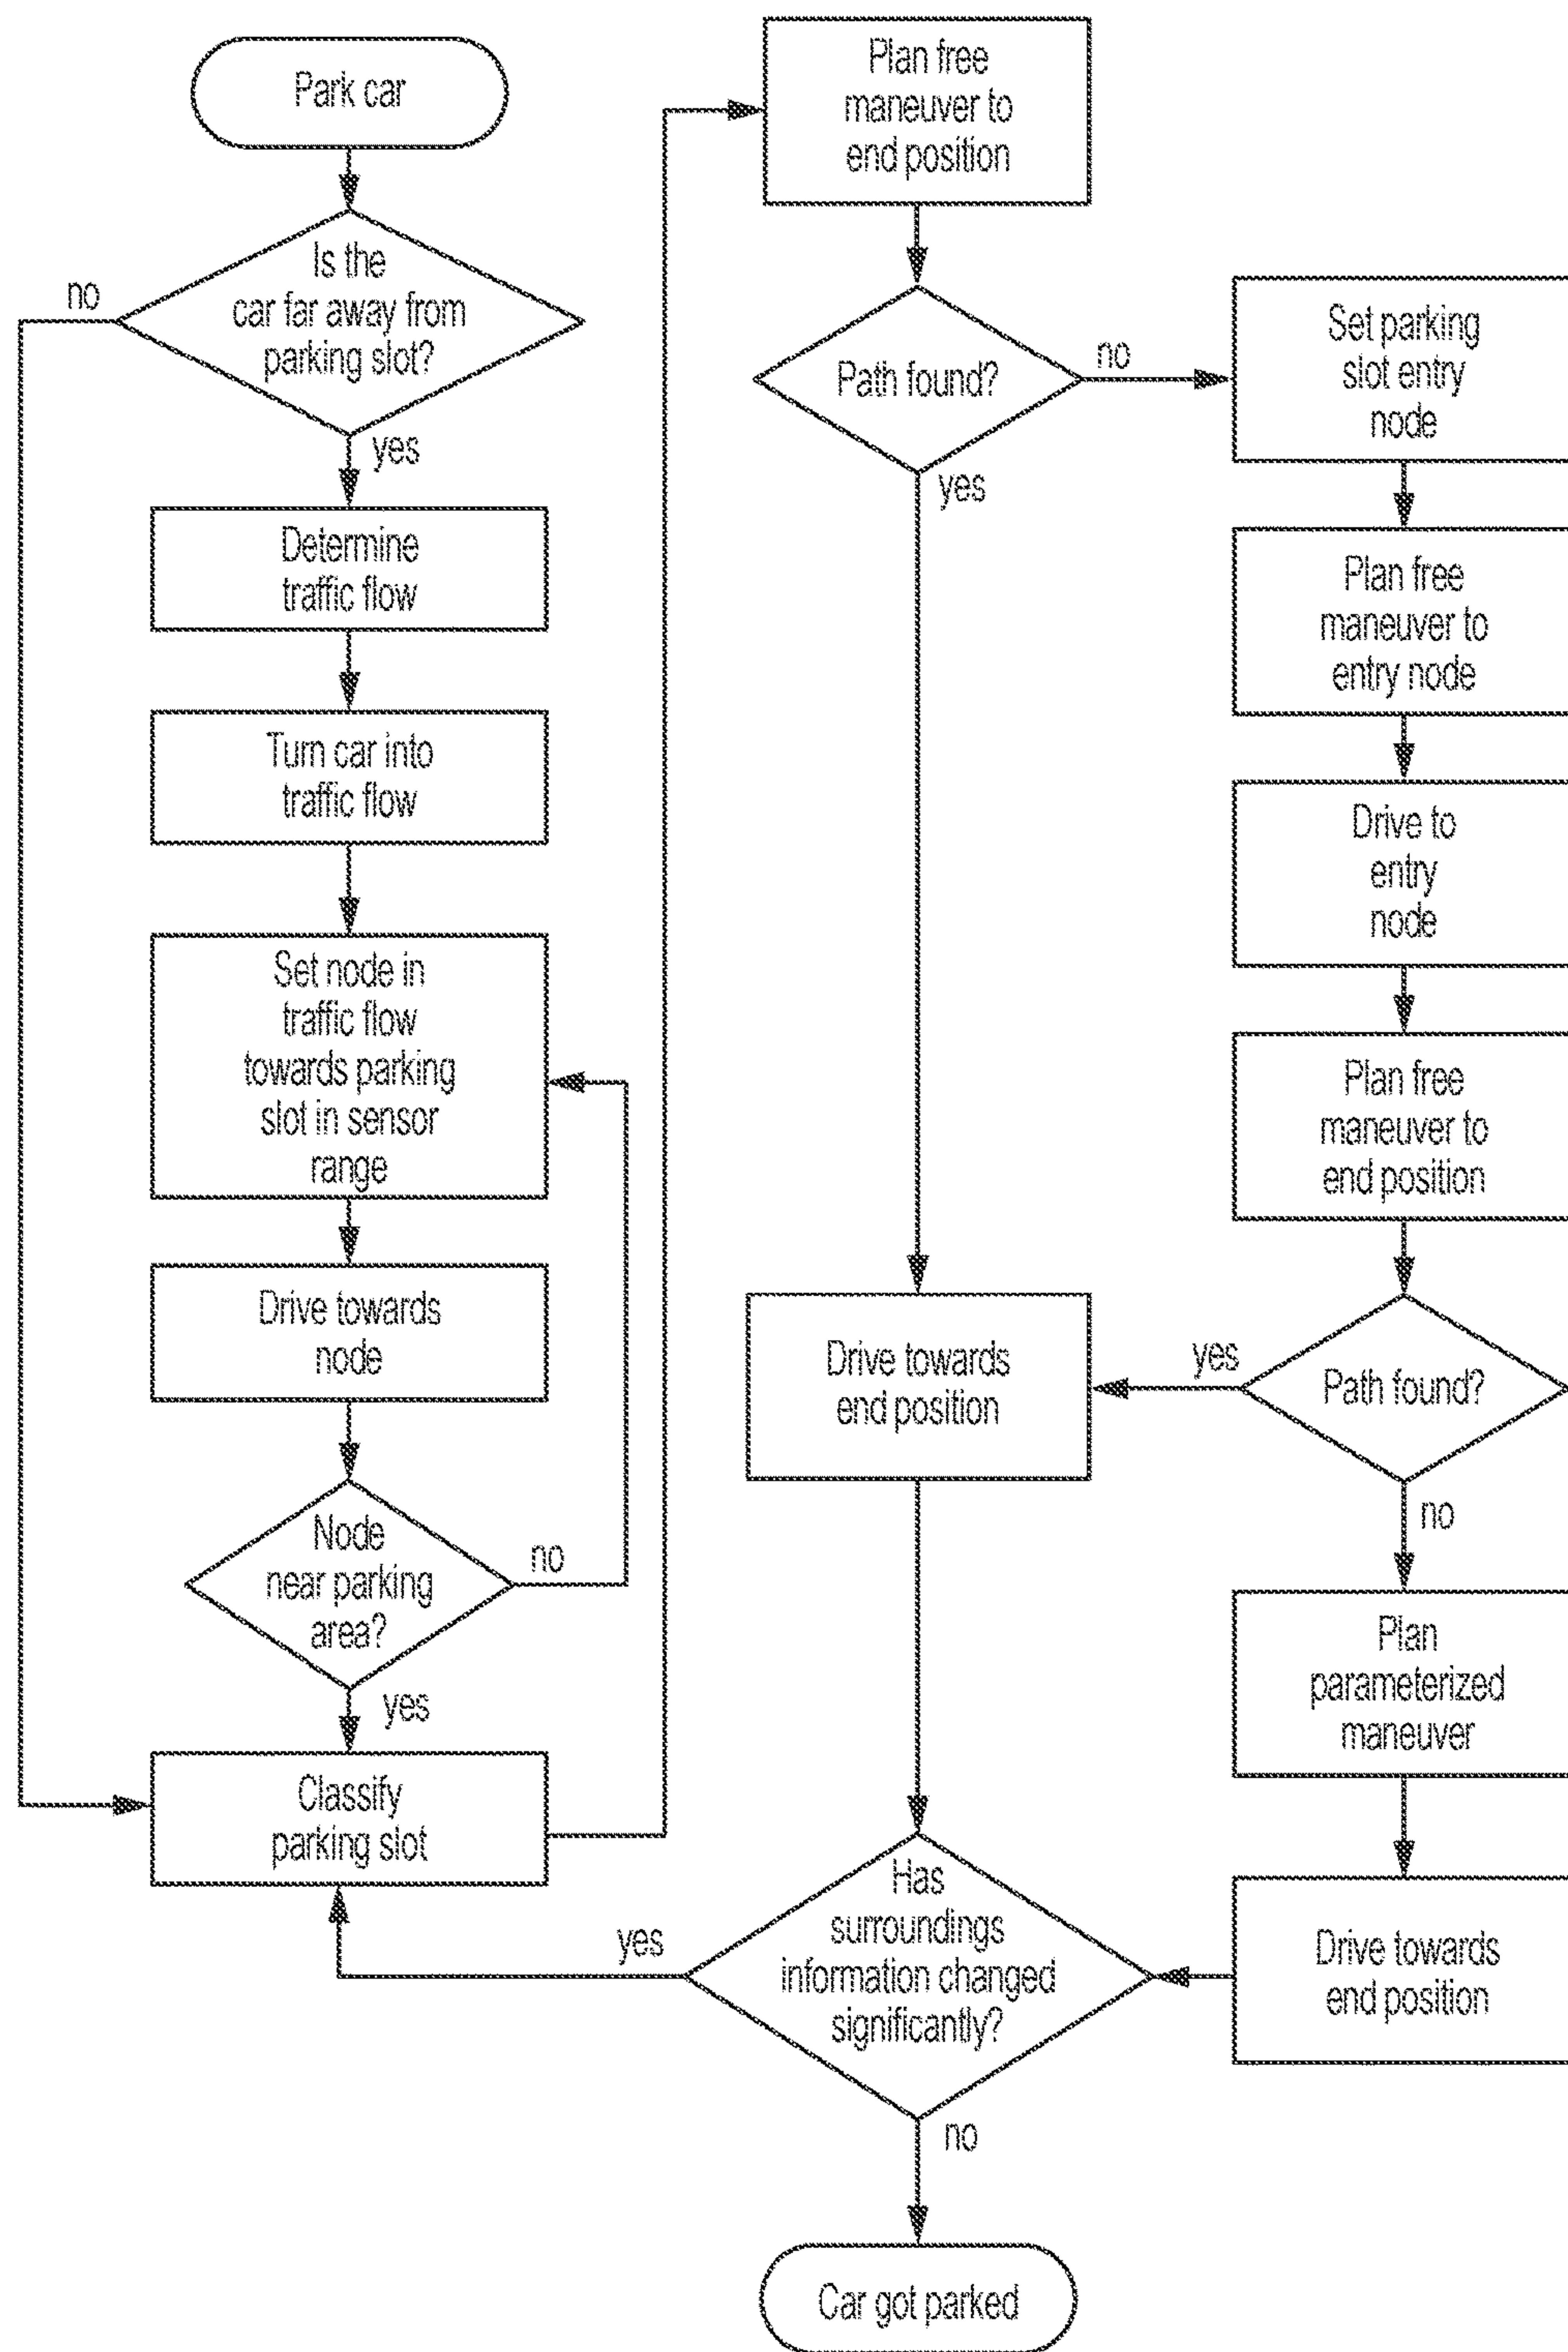 Park car
Is the
car far away from
parking slot?
no
yes
Determine
traffic flow
Turn car into
traffic flow
Set node in
traffic flow
towards parking
slot in sensor
range
Drive towards
node
Node
near parking
area?
no
yes
Classify
parking slot
Plan free
maneuver to
end position
Path found?
no
yes
Drive towards
end position
Has
surroundings
information changed
significantly?
yes
no
Car got parked
Set parking
slot entry
node
Plan free
maneuver to
entry node
Drive to
entry
node
Plan free
maneuver to
end position
Path found?
yes
no
Plan
parameterized
maneuver
Drive towards
end position